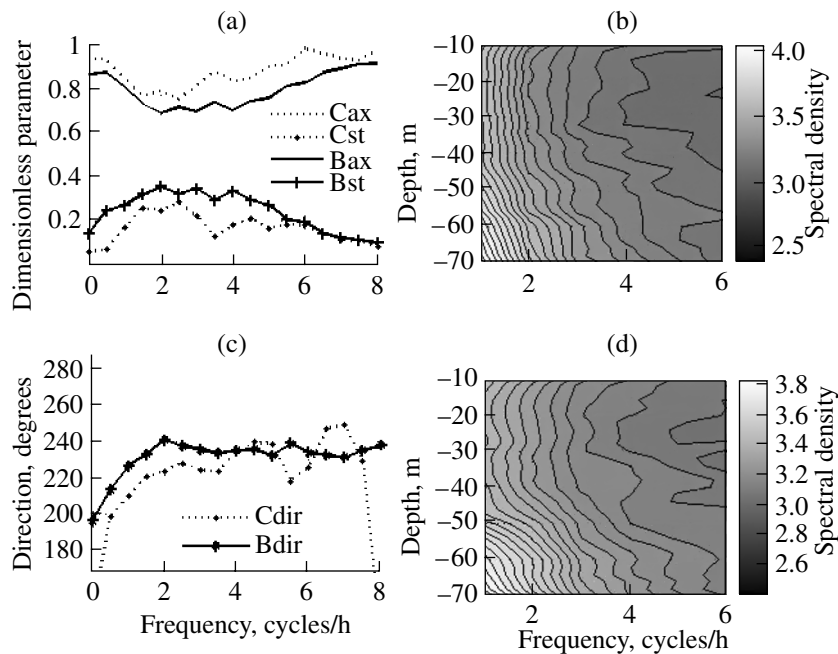 (a)
Dimensionless parameter
1
0.8
0.6
0.4
0.2
0 2 4 6 8
Cax
Cst
Bax
Bst
(b)
Depth, m
–10
–20
–30
–40
–50
–60
–70
2 4 6
4.0
3.5
3.0
2.5
Spectral density
(c)
Direction, degrees
280
260
240
220
200
180
0 2 4 6 8
Frequency, cycles/h
Cdir
Bdir
(d)
Depth, m
–10
–20
–30
–40
–50
–60
–70
2 4 6
Frequency, cycles/h
3.8
3.6
3.4
3.2
3.0
2.8
2.6
Spectral density